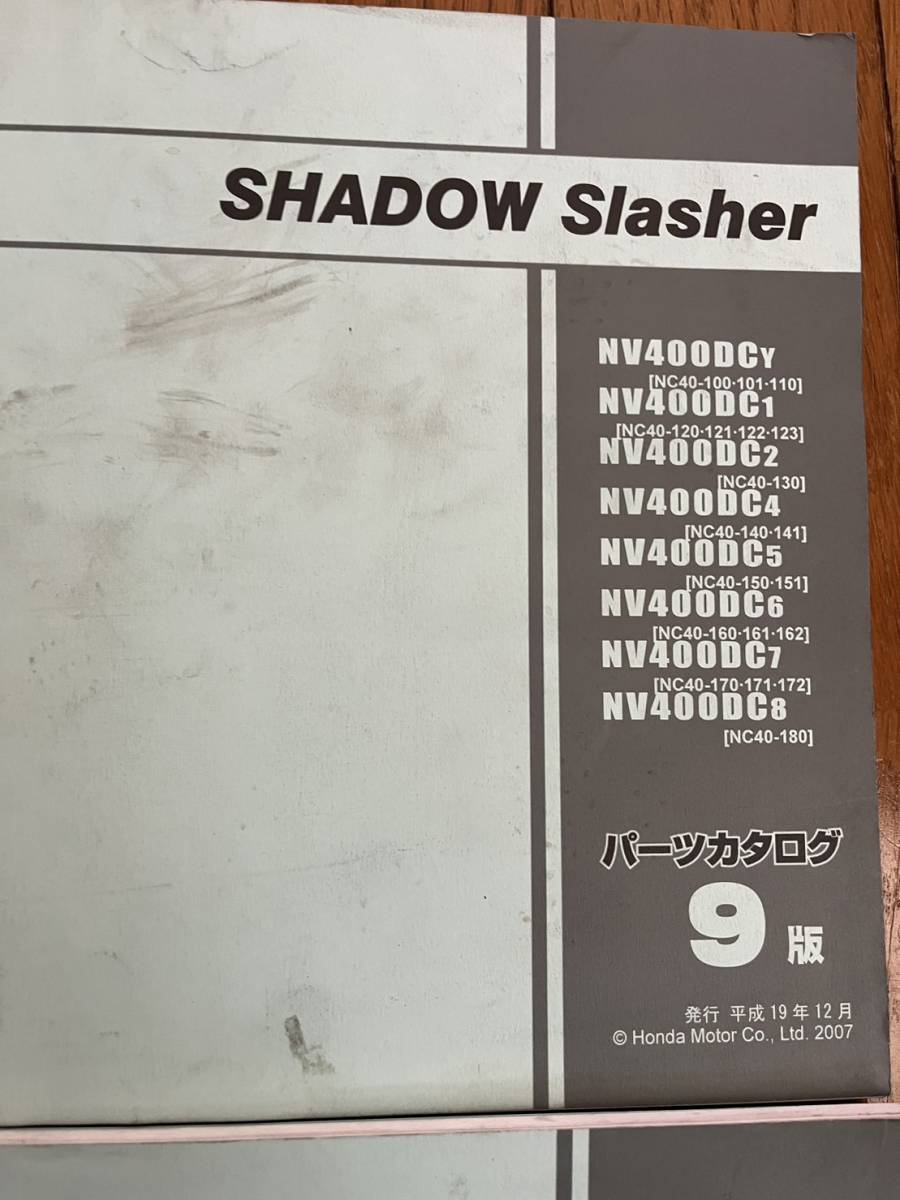 SHADOW Slasher
NV400DCY
[NC40-100·101·110]
NV400DC1
[NC40-120·121·122·123]
NV400DC2
[NC40-130]
NV400DC4
[NC40-140·141]
NV400DC5
[NC40-150·151]
NV400DC6
[NC40-160·161·162]
NV400DC7
[NC40-170·171·172]
NV400DC8
[NC40-180]
パーツカタログ
9 版
発行 平成19年12月
© Honda Motor Co., Ltd. 2007